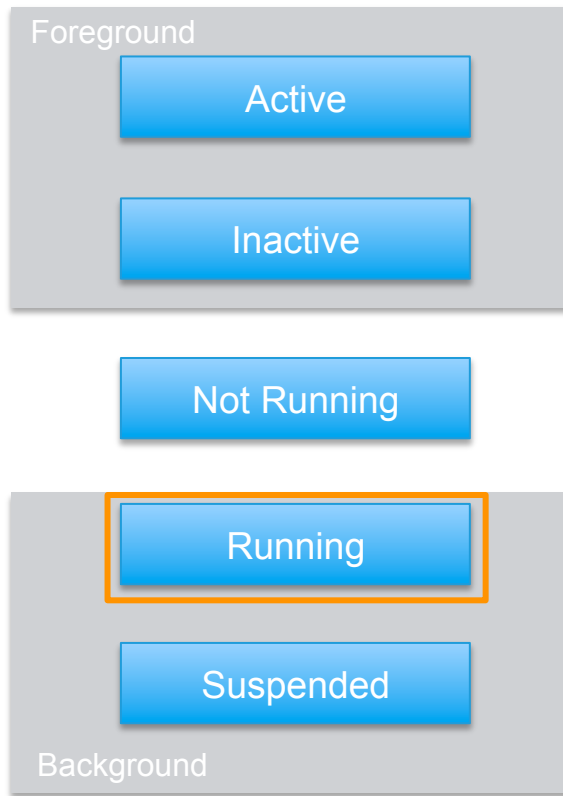 Foreground
Active
Inactive
Not Running
Running
Suspended
Background